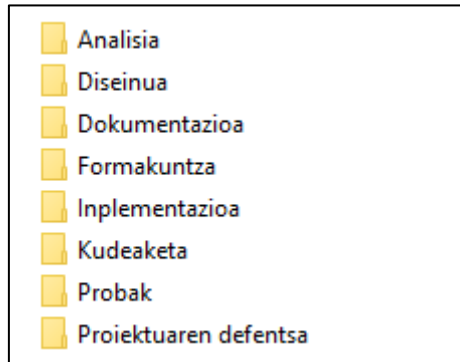 Analisia
Diseinua
Dokumentazioa
Formakuntza
Inplementazioa
Kudeaketa
Probak
Proiektuaren defentsa